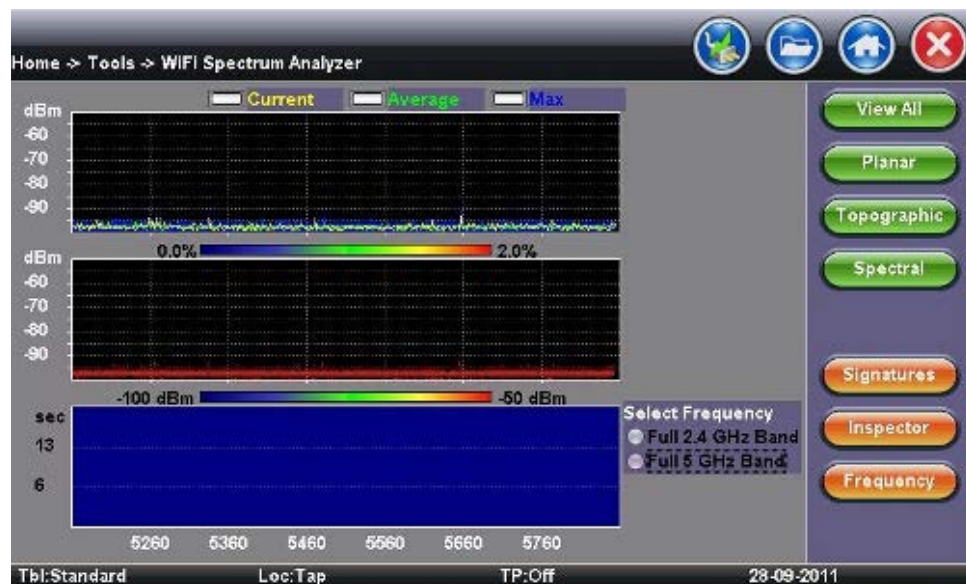 Home -> Tools -> WiFi Spectrum Analyzer
Current Average Max
dBm
-60
-70
-80
-90
0.0% 2.0%
dBm
-60
-70
-80
-90
-100 dBm -50 dBm
sec
13
6
5260 5360 5460 5560 5660 5760
Select Frequency
Full 2.4 GHz Band
Full 5 GHz Band
View All
Planar
Topographic
Spectral
Signatures
Inspector
Frequency
Tbl:Standard Loc:Tap TP:Off 28-09-2011